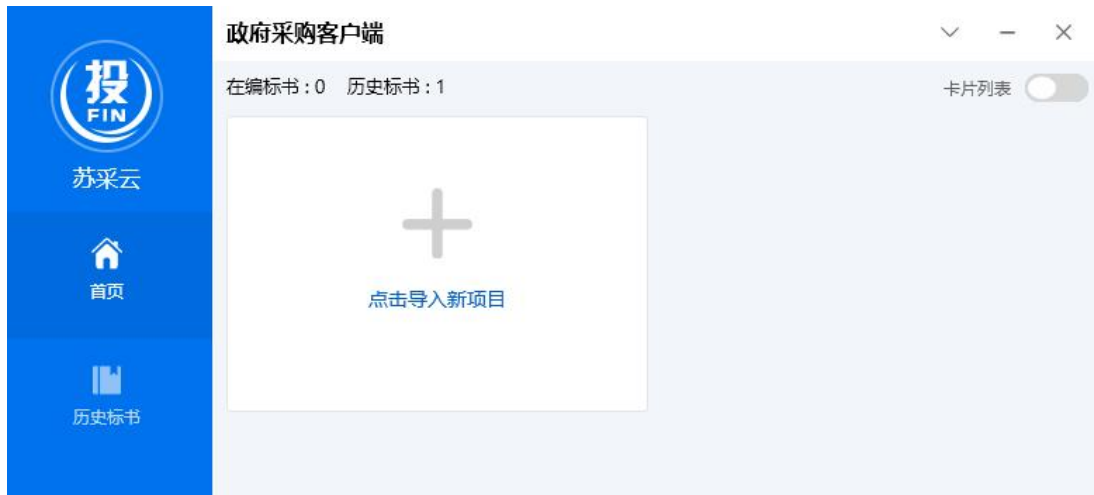 政府采购客户端
投
FIN
苏采云
首页
历史标书
在编标书：0 历史标书：1
卡片列表
点击导入新项目